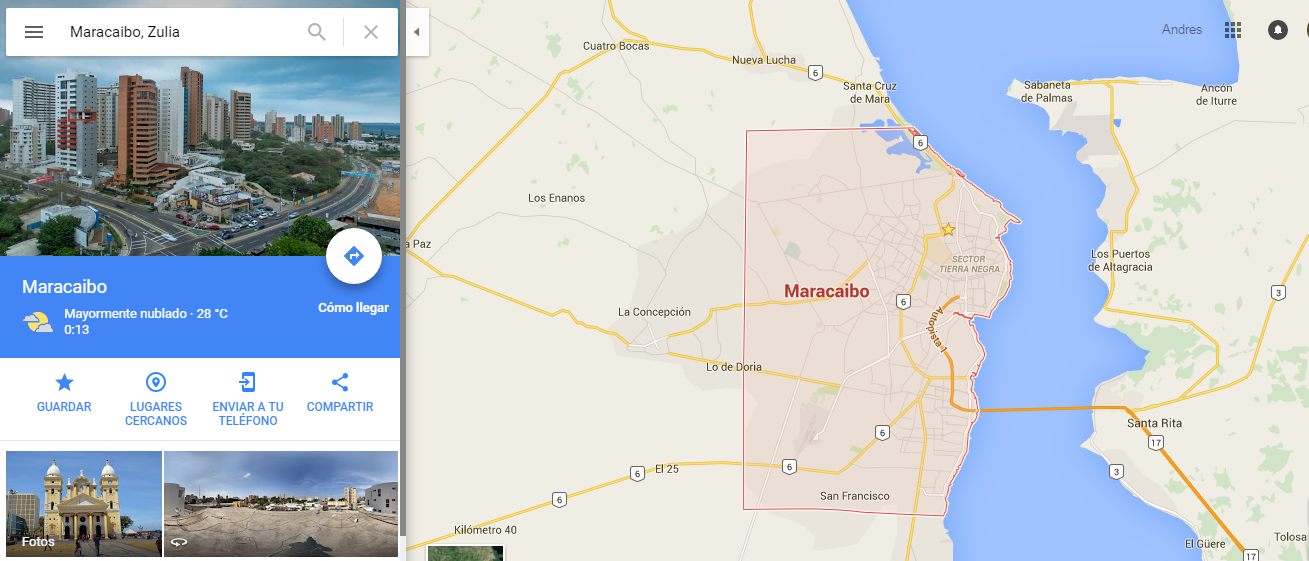 Maracaibo, Zulia
Maracaibo
Mayormente nublado · 28 °C
0:13
Cómo llegar
GUARDAR
LUGARES
CERCANOS
ENVIAR A TU
TELÉFONO
COMPARTIR
Fotos
Andres
Cuatro Bocas
Nueva Lucha
6
Santa Cruz
de Mara
Sabaneta
de Palmas
Ancón
de Iturre
6
Los Enanos
a Paz
SECTOR
TIERRA NEGRA
Los Puertos
de Altagracia
Maracaibo
6
3
La Concepción
Autopista 1
Lo de Doria
Santa Rita
6
17
El 25
6
6
3
6
San Francisco
Kilómetro 40
El Güere
Tolosa
17